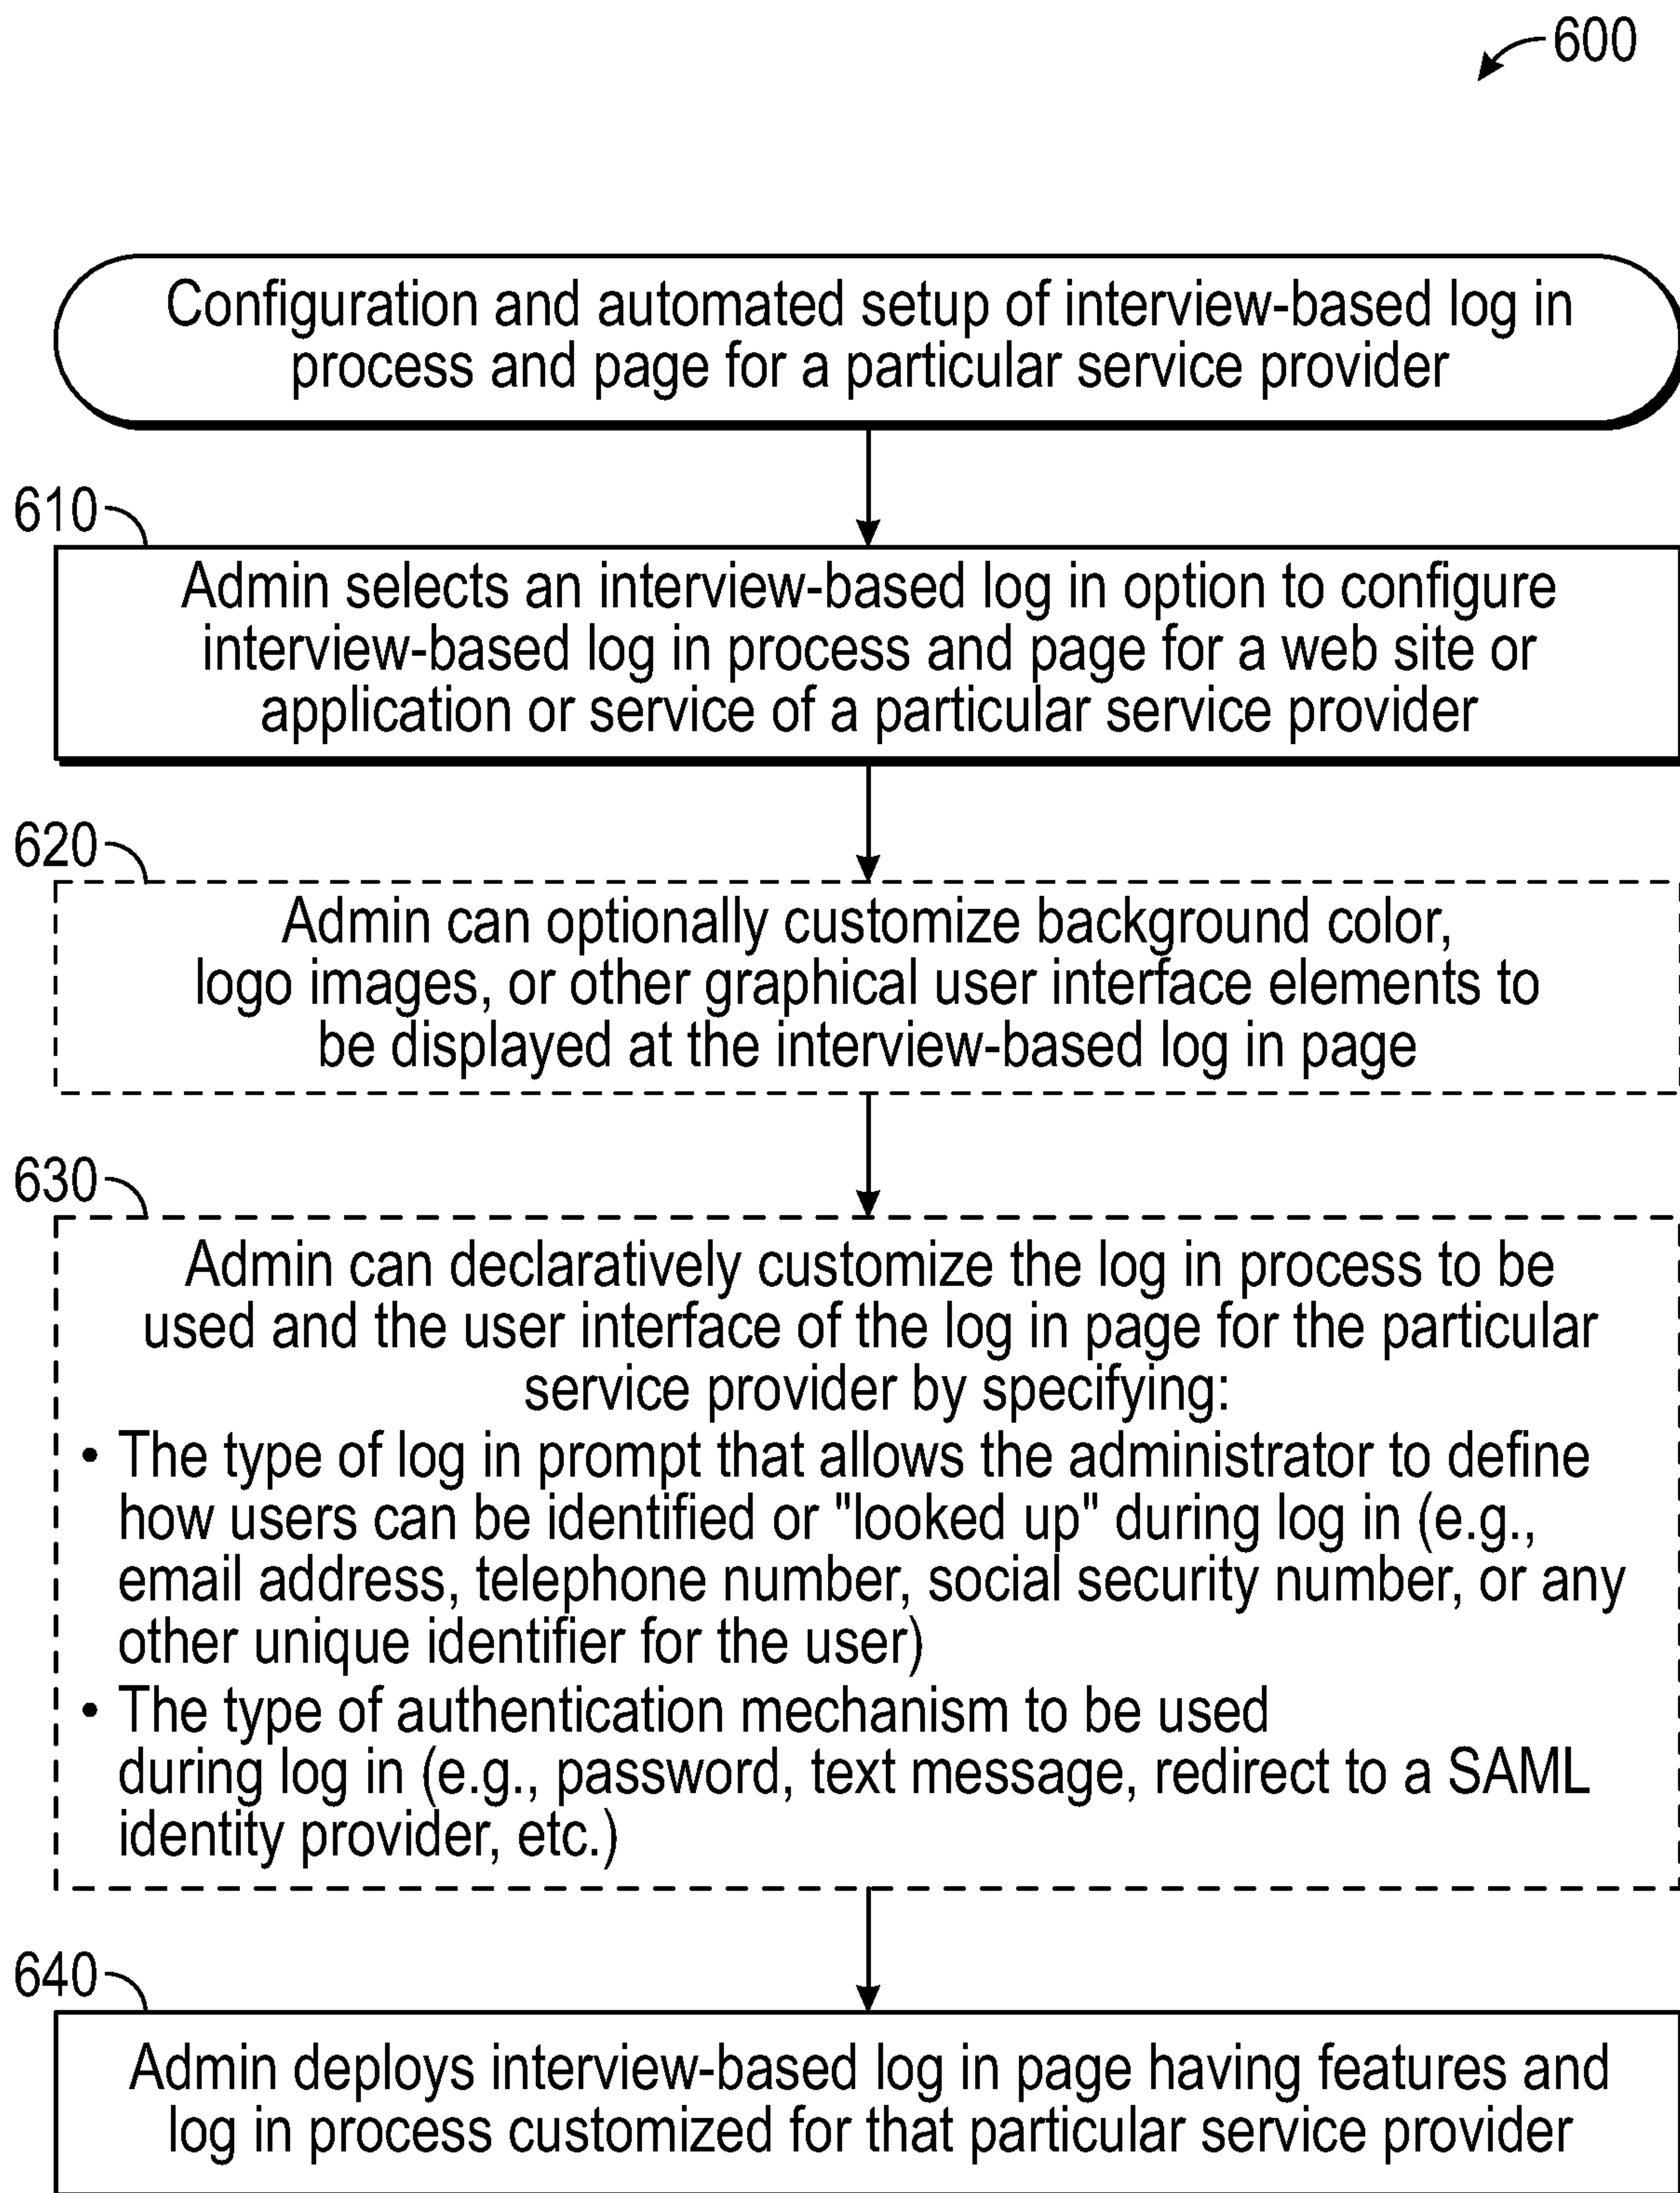 600
Configuration and automated setup of interview-based log in
process and page for a particular service provider
610
Admin selects an interview-based log in option to configure
interview-based log in process and page for a web site or
application or service of a particular service provider
620
Admin can optionally customize background color,
logo images, or other graphical user interface elements to
be displayed at the interview-based log in page
630
Admin can declaratively customize the log in process to be
used and the user interface of the log in page for the particular
service provider by specifying:
• The type of log in prompt that allows the administrator to define
how users can be identified or "looked up" during log in (e.g.,
email address, telephone number, social security number, or any
other unique identifier for the user)
• The type of authentication mechanism to be used
during log in (e.g., password, text message, redirect to a SAML
identity provider, etc.)
640
Admin deploys interview-based log in page having features and
log in process customized for that particular service provider